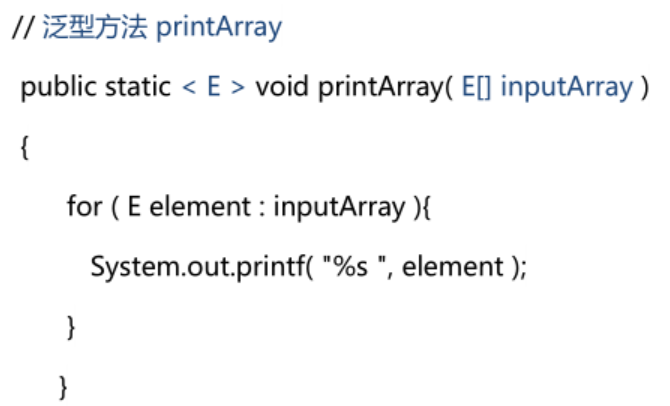 // 泛型方法 printArray
public static < E > void printArray( E[] inputArray )
{
for ( E element : inputArray ){
System.out.printf( "%s ", element );
}
}